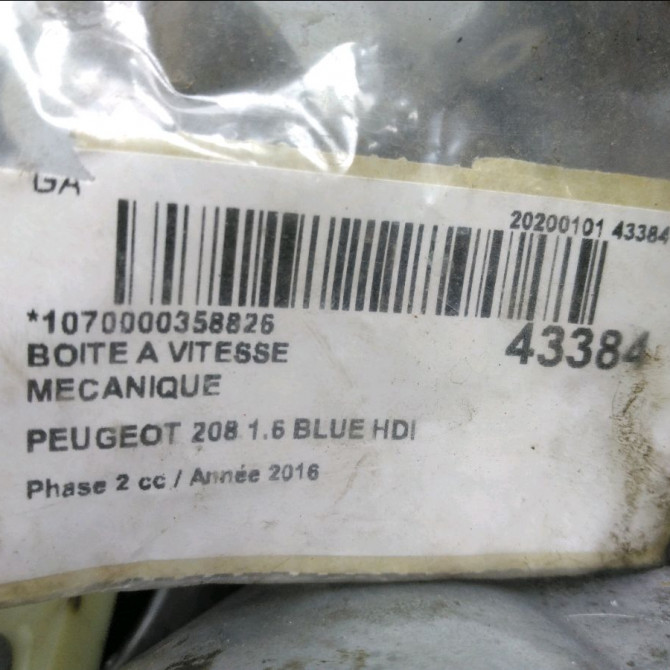 GA
20200101 43384
*1070000358826
43384
BOITE A VITESSE
MECANIQUE
PEUGEOT 208 1.6 BLUE HDI
Phase 2 cc / Année 2016